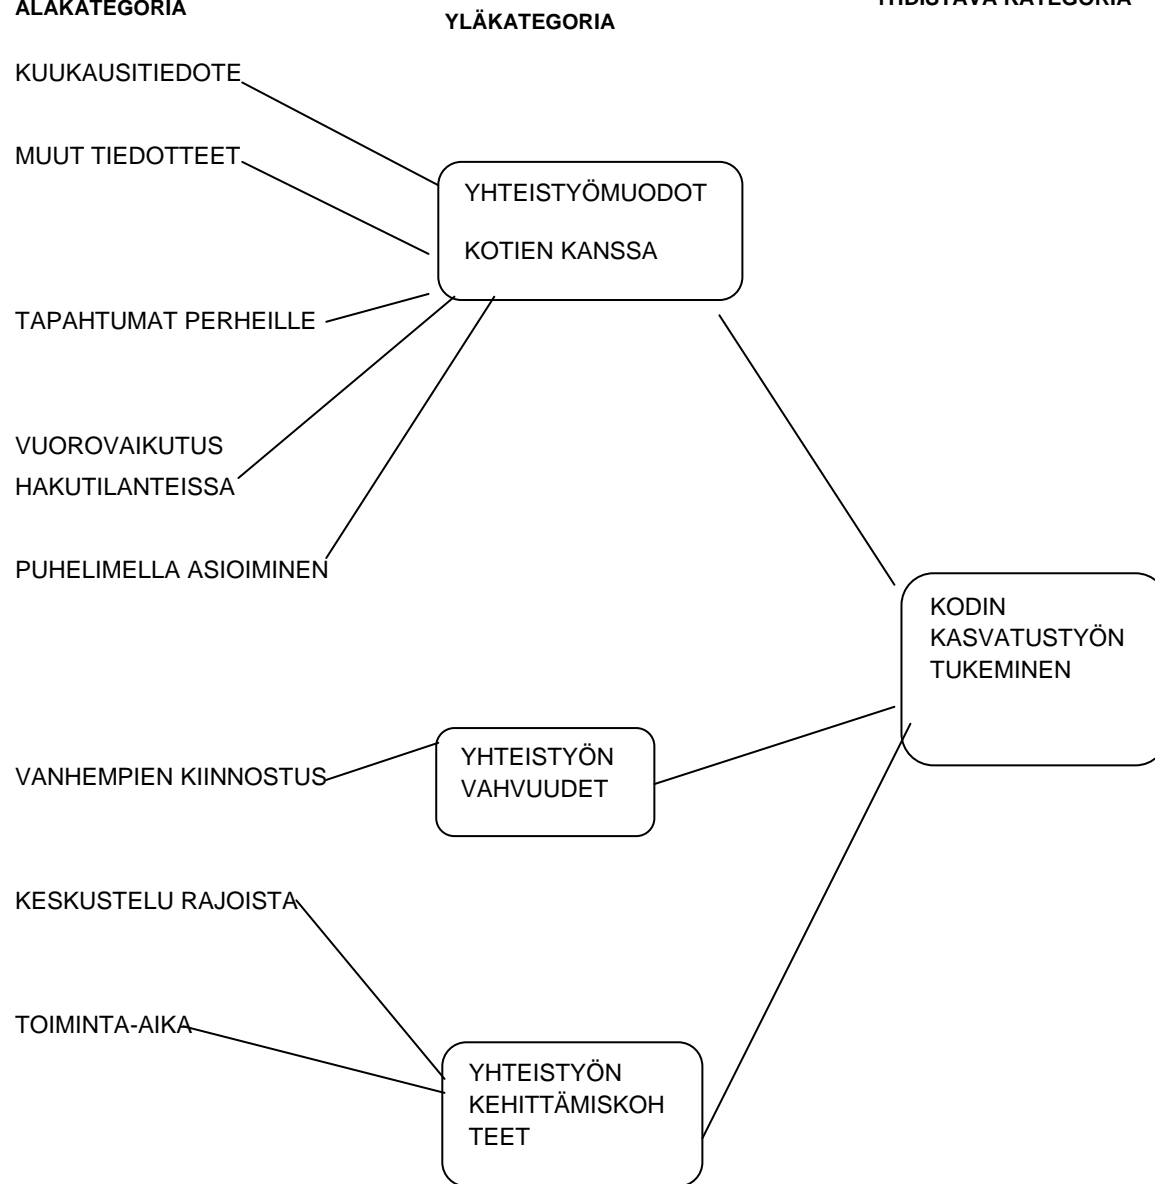 ALAKATEGORIA
YLÄKATEGORIA
YHDISTÄVÄ KATEGORIA
KUUKAUSITIEDOTE
MUUT TIEDOTTEET
YHTEISTYÖMUODOT
KOTIEN KANSSA
TAPAHTUMAT PERHEILLE
VUOROVAIKUTUS
HAKUTILANTEISSA
PUHELIMELLA ASIOIMINEN
KODIN
KASVATUSTYÖN
TUKEMINEN
YHTEISTYÖN
VAHVUUDET
VANHEMPIEN KIINNOSTUS
KESKUSTELU RAJOISTA
TOIMINTA-AIKA
YHTEISTYÖN
KEHITTÄMISKOH
TEET